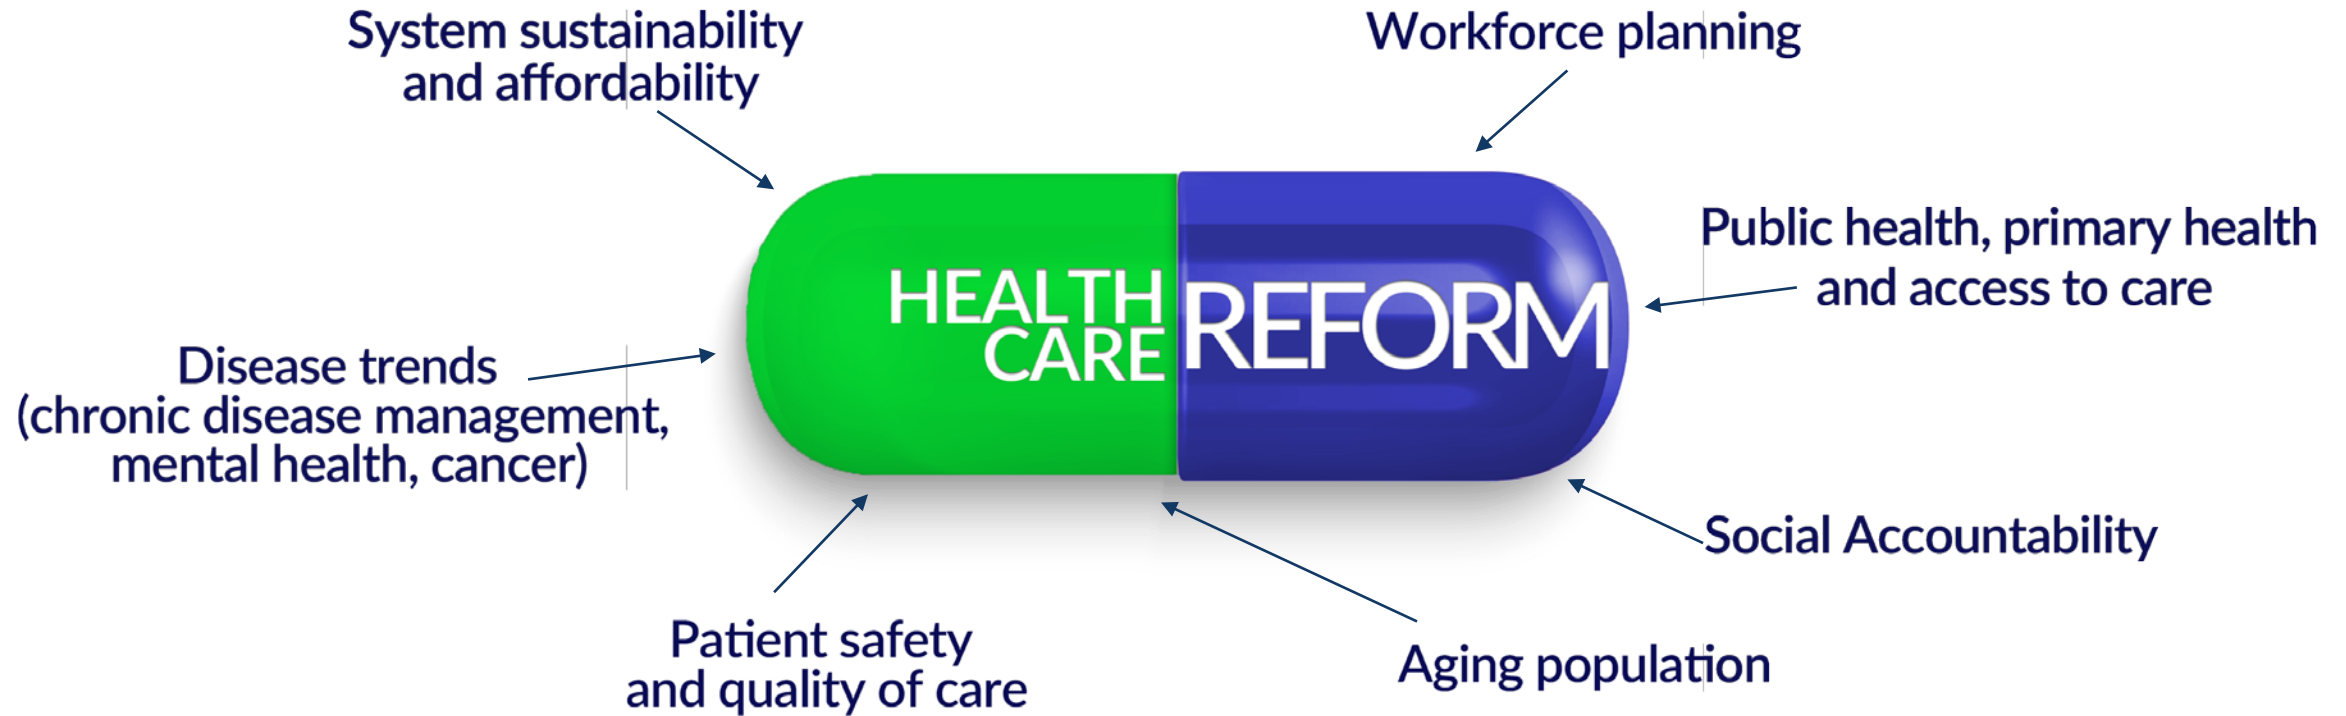 System sustainability
and affordability
Workforce planning
Public health, primary health
and access to care
HEALTH
CARE
REFORM
Disease trends
(chronic disease management,
mental health, cancer)
Social Accountability
Patient safety
and quality of care
Aging population